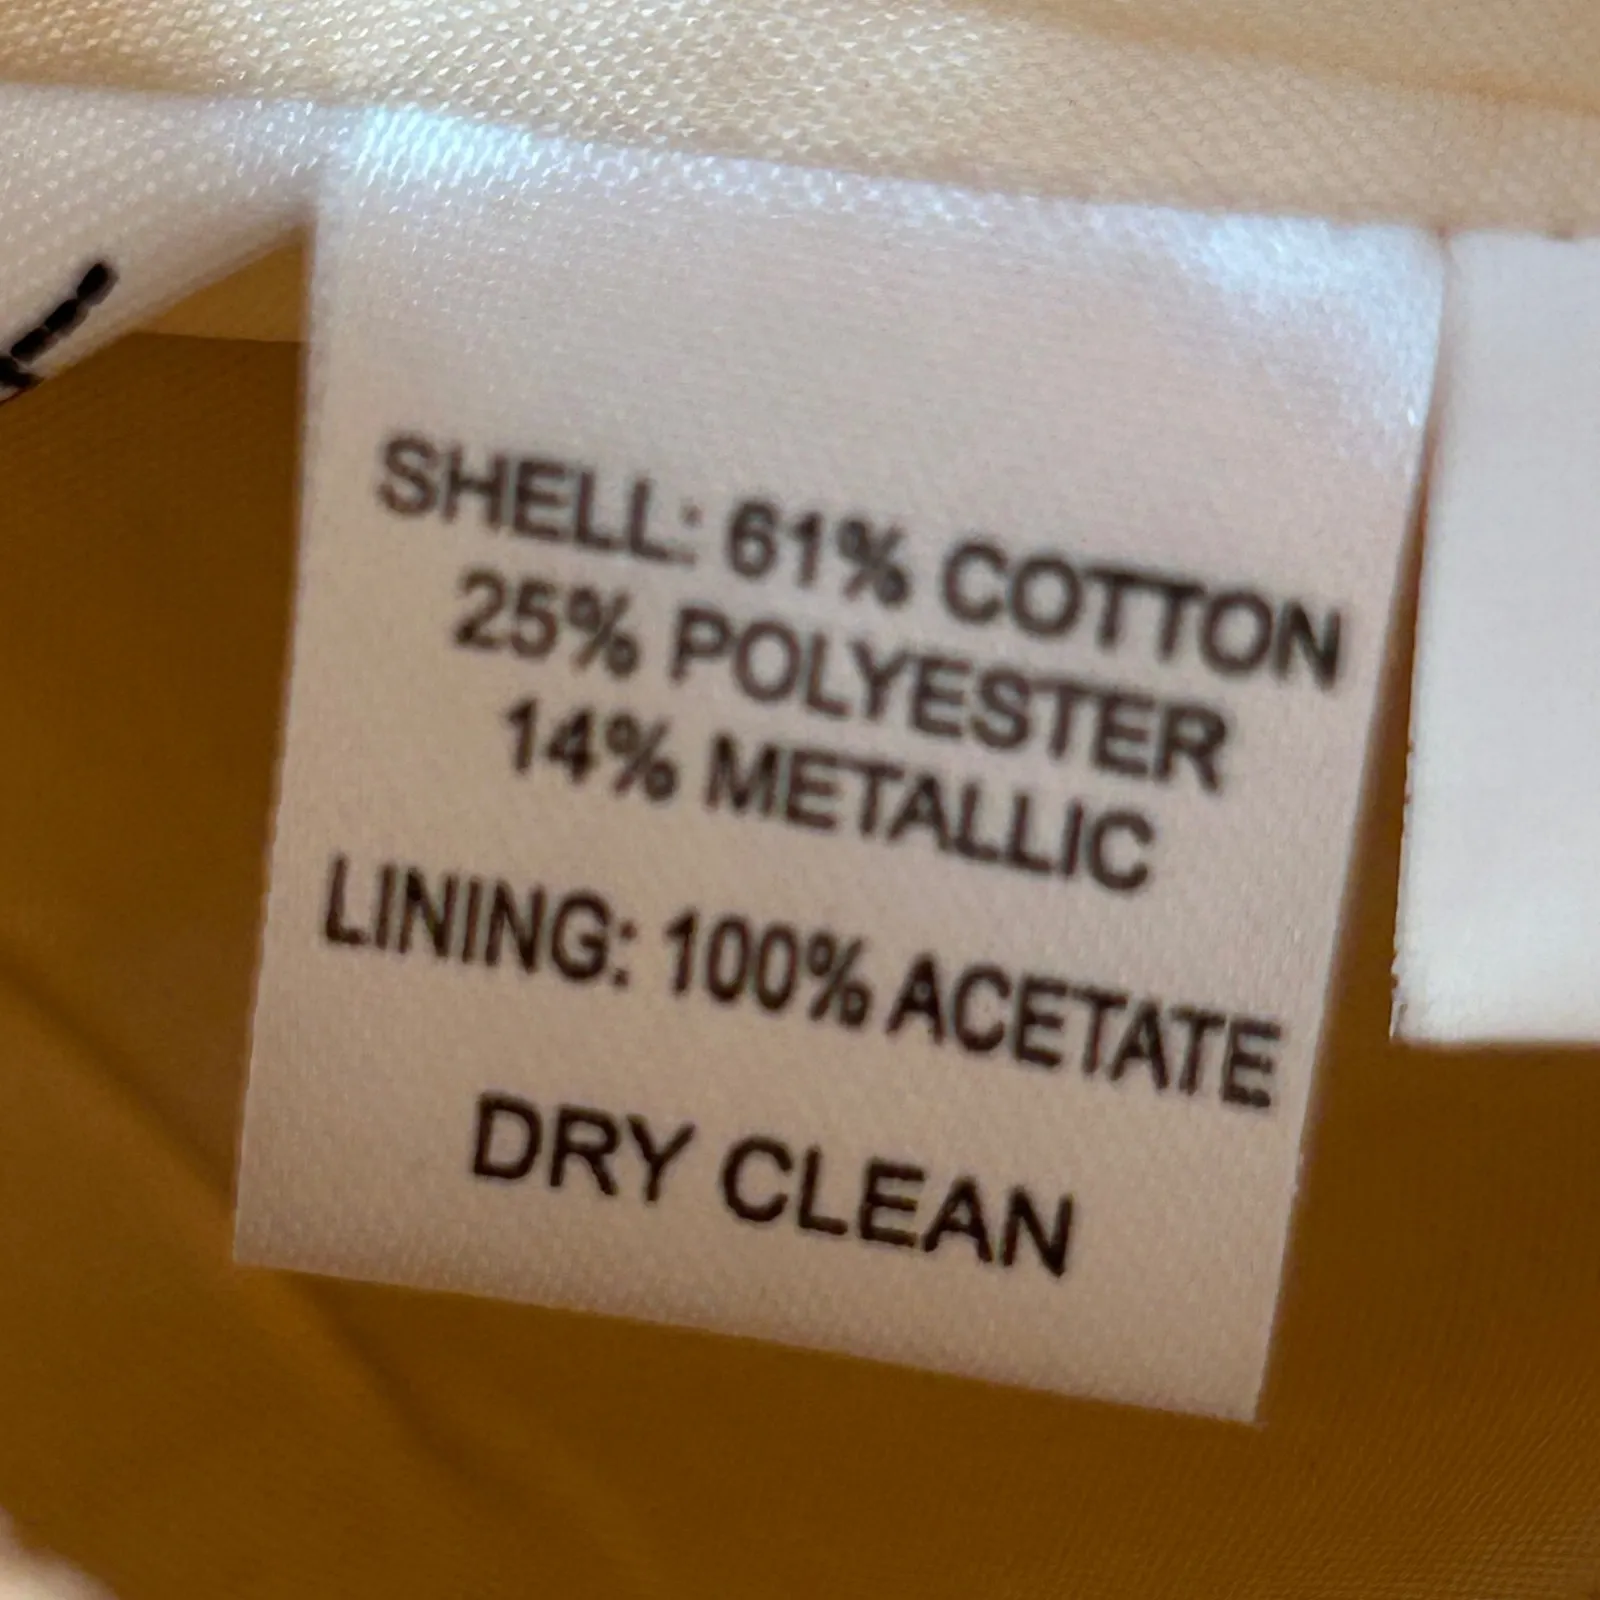 SHELL: 61% COTTON
25% POLYESTER
14% METALLIC
LINING: 100% ACETATE
DRY CLEAN